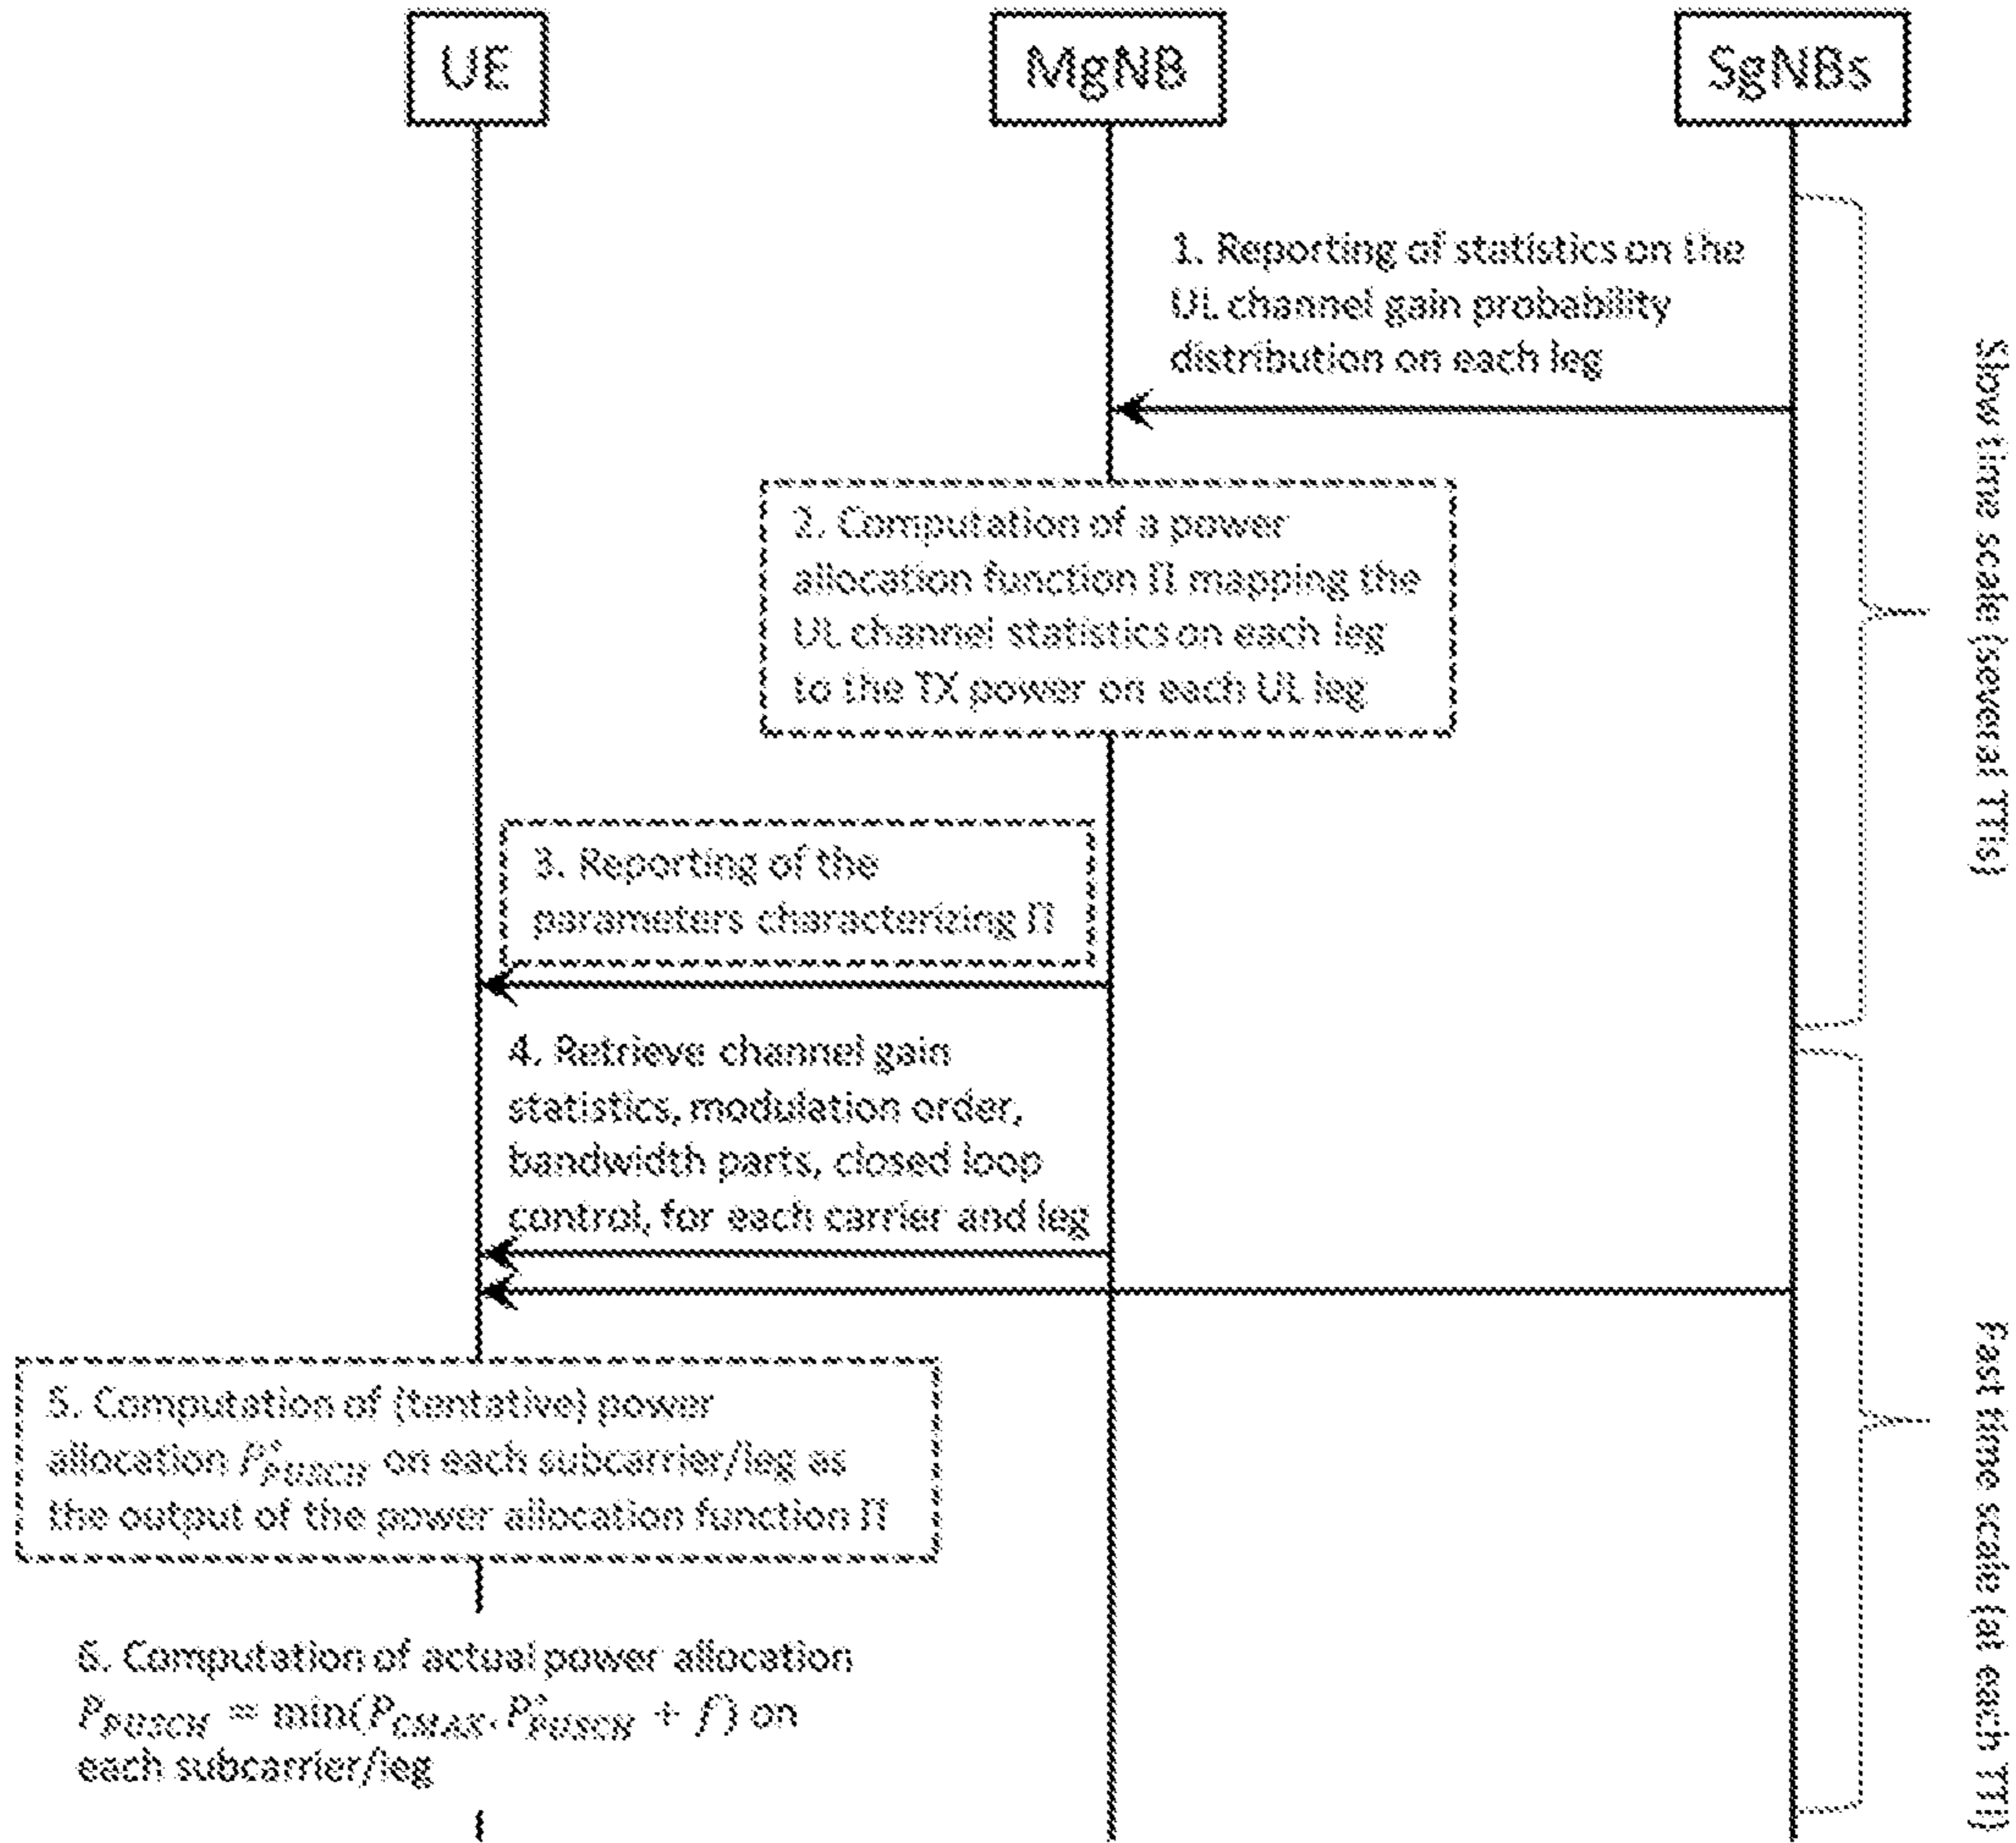 UE
MgNB
SgNBs
1. Reporting of statistics on the
UL channel gain probability
distribution on each leg
2. Computation of a power
allocation function Π mapping the
UL channel statistics on each leg
to the TX power on each UL leg
3. Reporting of the
parameters characterizing Π
4. Retrieve channel gain
statistics, modulation order,
bandwidth parts, closed loop
control, for each carrier and leg
5. Computation of (tentative) power
allocation P*PUSCH on each subcarrier/leg as
the output of the power allocation function Π
6. Computation of actual power allocation
PPUSCH = min(PCMAX, P*PUSCH + f) on
each subcarrier/leg
Slow time scale (several TTIs)
Fast time scale (at each TTI)